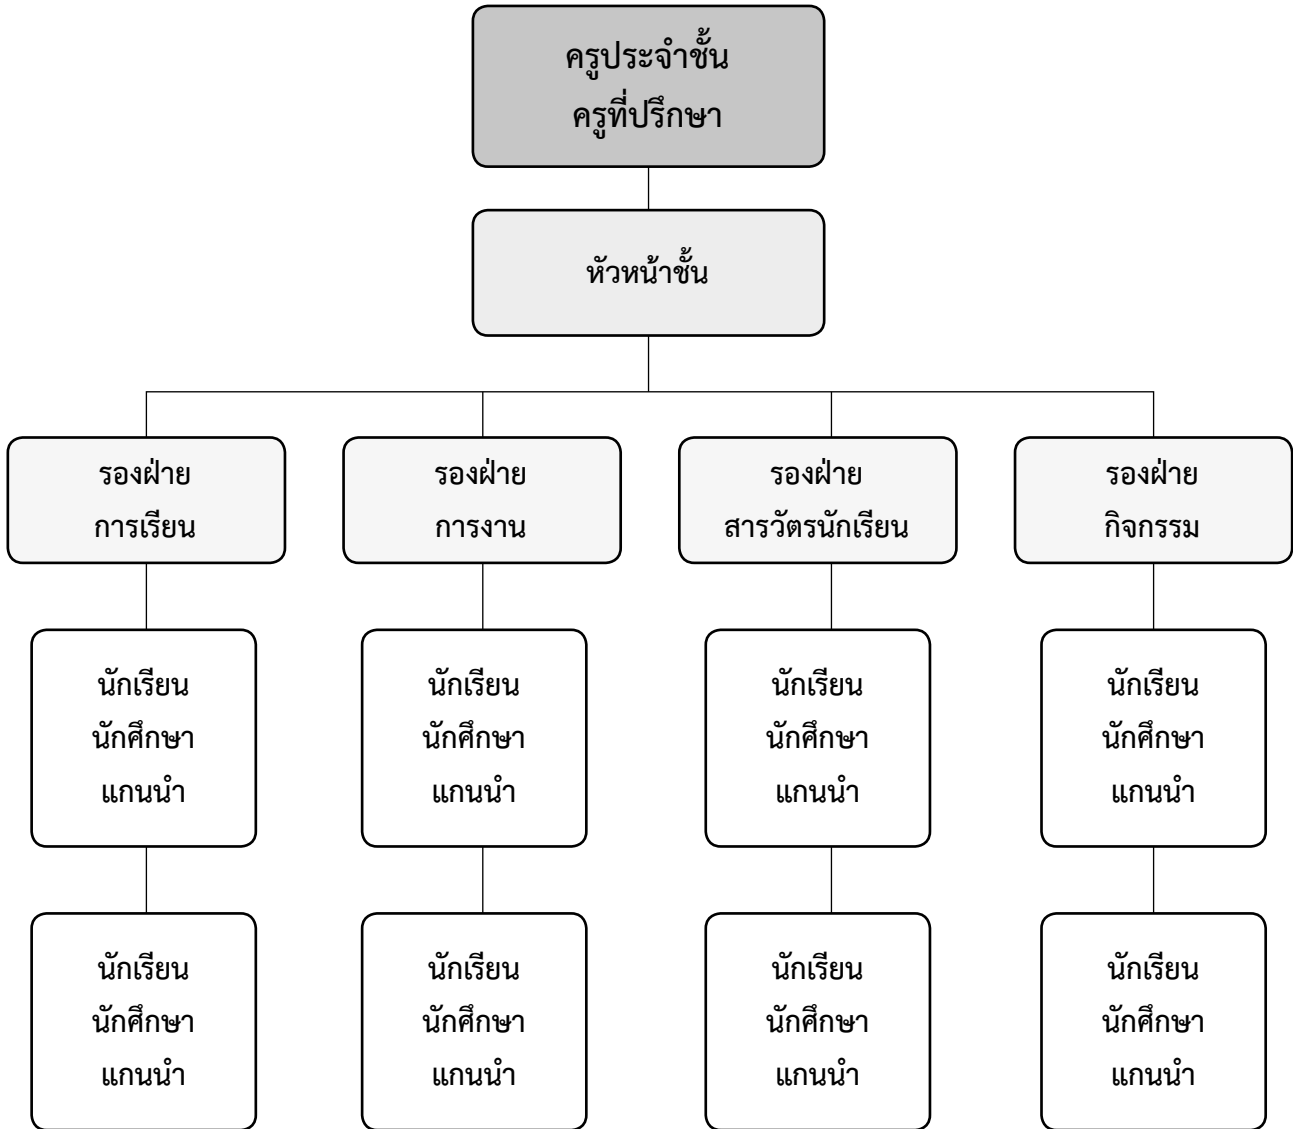 ครูประจำชั้น
ครูที่ปรึกษา
หัวหน้าชั้น
รองฝ่าย
การเรียน
รองฝ่าย
การงาน
รองฝ่าย
สารวัตรนักเรียน
รองฝ่าย
กิจกรรม
นักเรียน
นักศึกษา
แกนนำ
นักเรียน
นักศึกษา
แกนนำ
นักเรียน
นักศึกษา
แกนนำ
นักเรียน
นักศึกษา
แกนนำ
นักเรียน
นักศึกษา
แกนนำ
นักเรียน
นักศึกษา
แกนนำ
นักเรียน
นักศึกษา
แกนนำ
นักเรียน
นักศึกษา
แกนนำ